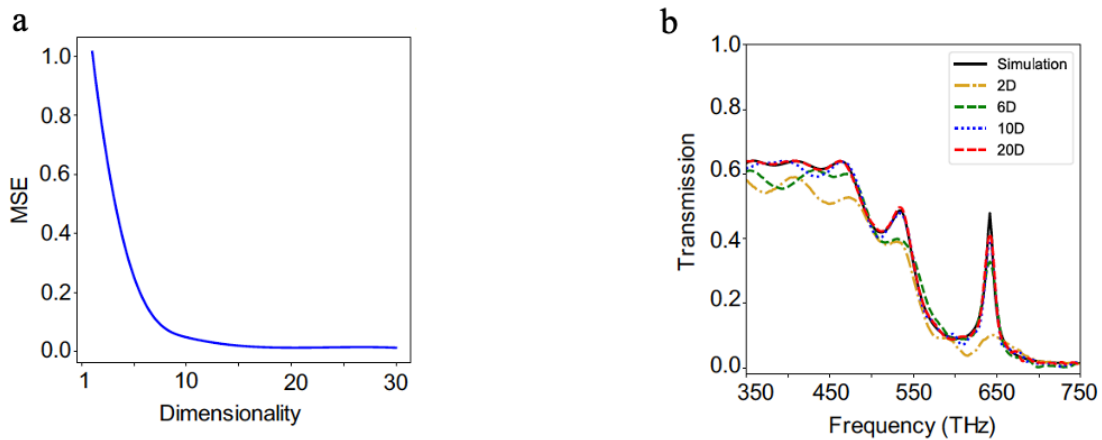 a
1.0
0.8
0.6
0.4
0.2
0.0
MSE
1
10
20
30
Dimensionality
b
1.0
0.8
0.6
0.4
0.2
0.0
Transmission
Simulation
2D
6D
10D
20D
350
450
550
650
750
Frequency (THz)